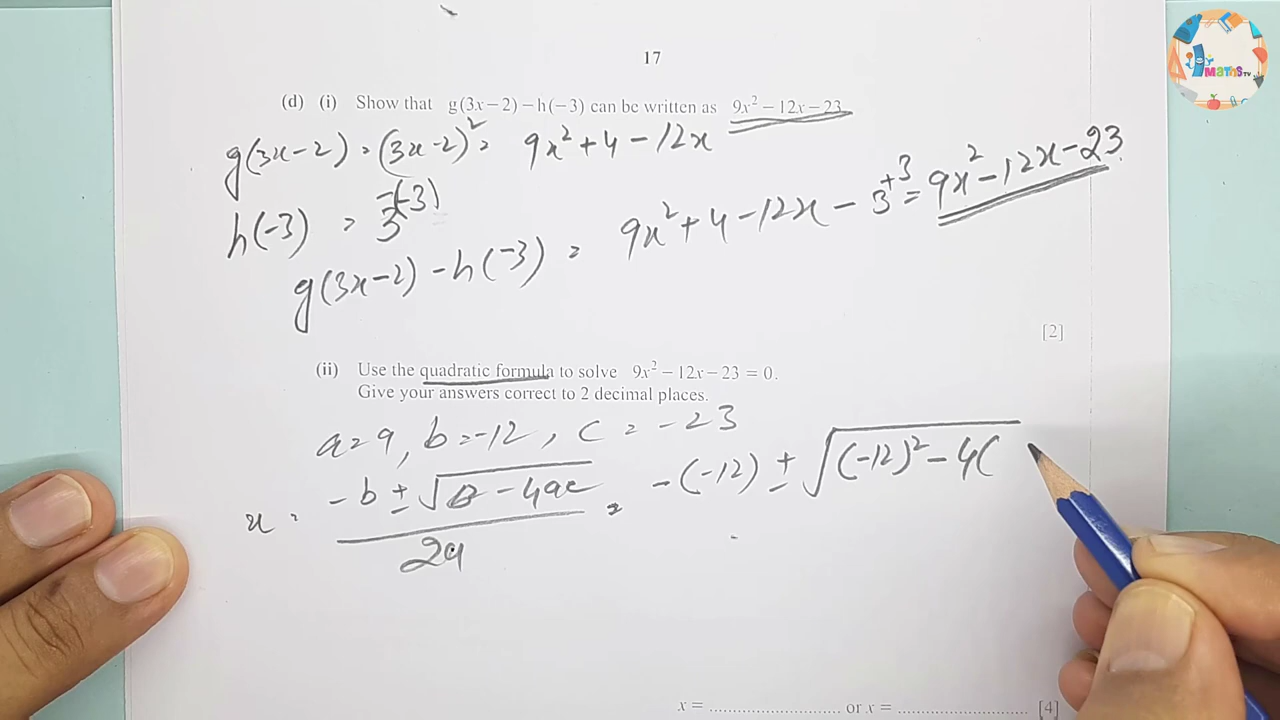 MATHS TV
17
(d) (i) Show that g(3x−2)−h(−3) can be written as 9x²−12x−23
g(3x-2) = (3x-2)² = 9x²+4-12x
h(-3) = 3^-(-3)
g(3x-2) -h(-3) = 9x²+4-12x - 3^+3 = 9x²-12x-23.
[2]
(ii) Use the quadratic formula to solve 9x²−12x−23 = 0.
Give your answers correct to 2 decimal places.
a=9, b=-12, c = -23
x = -b ± √b² - 4ac / 2a = -(-12) ± √(-12)² - 4(
x = .......................... or x = .......................... [4]